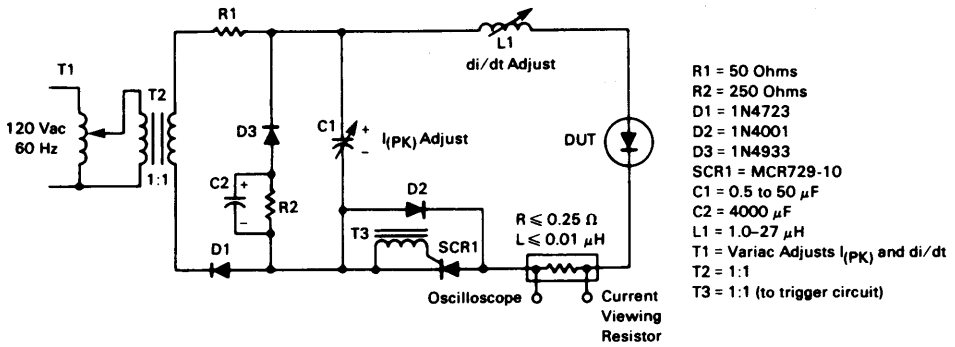 R1
L1
di/dt Adjust
T1
T2
120 Vac
60 Hz
1:1
D3
C1
+
–
I(PK) Adjust
DUT
C2
+
–
R2
D2
T3
SCR1
D1
R ⩽ 0.25 Ω
L ⩽ 0.01 μH
Oscilloscope
Current
Viewing
Resistor
R1 = 50 Ohms
R2 = 250 Ohms
D1 = 1N4723
D2 = 1N4001
D3 = 1N4933
SCR1 = MCR729-10
C1 = 0.5 to 50 μF
C2 = 4000 μF
L1 = 1.0–27 μH
T1 = Variac Adjusts I(PK) and di/dt
T2 = 1:1
T3 = 1:1 (to trigger circuit)